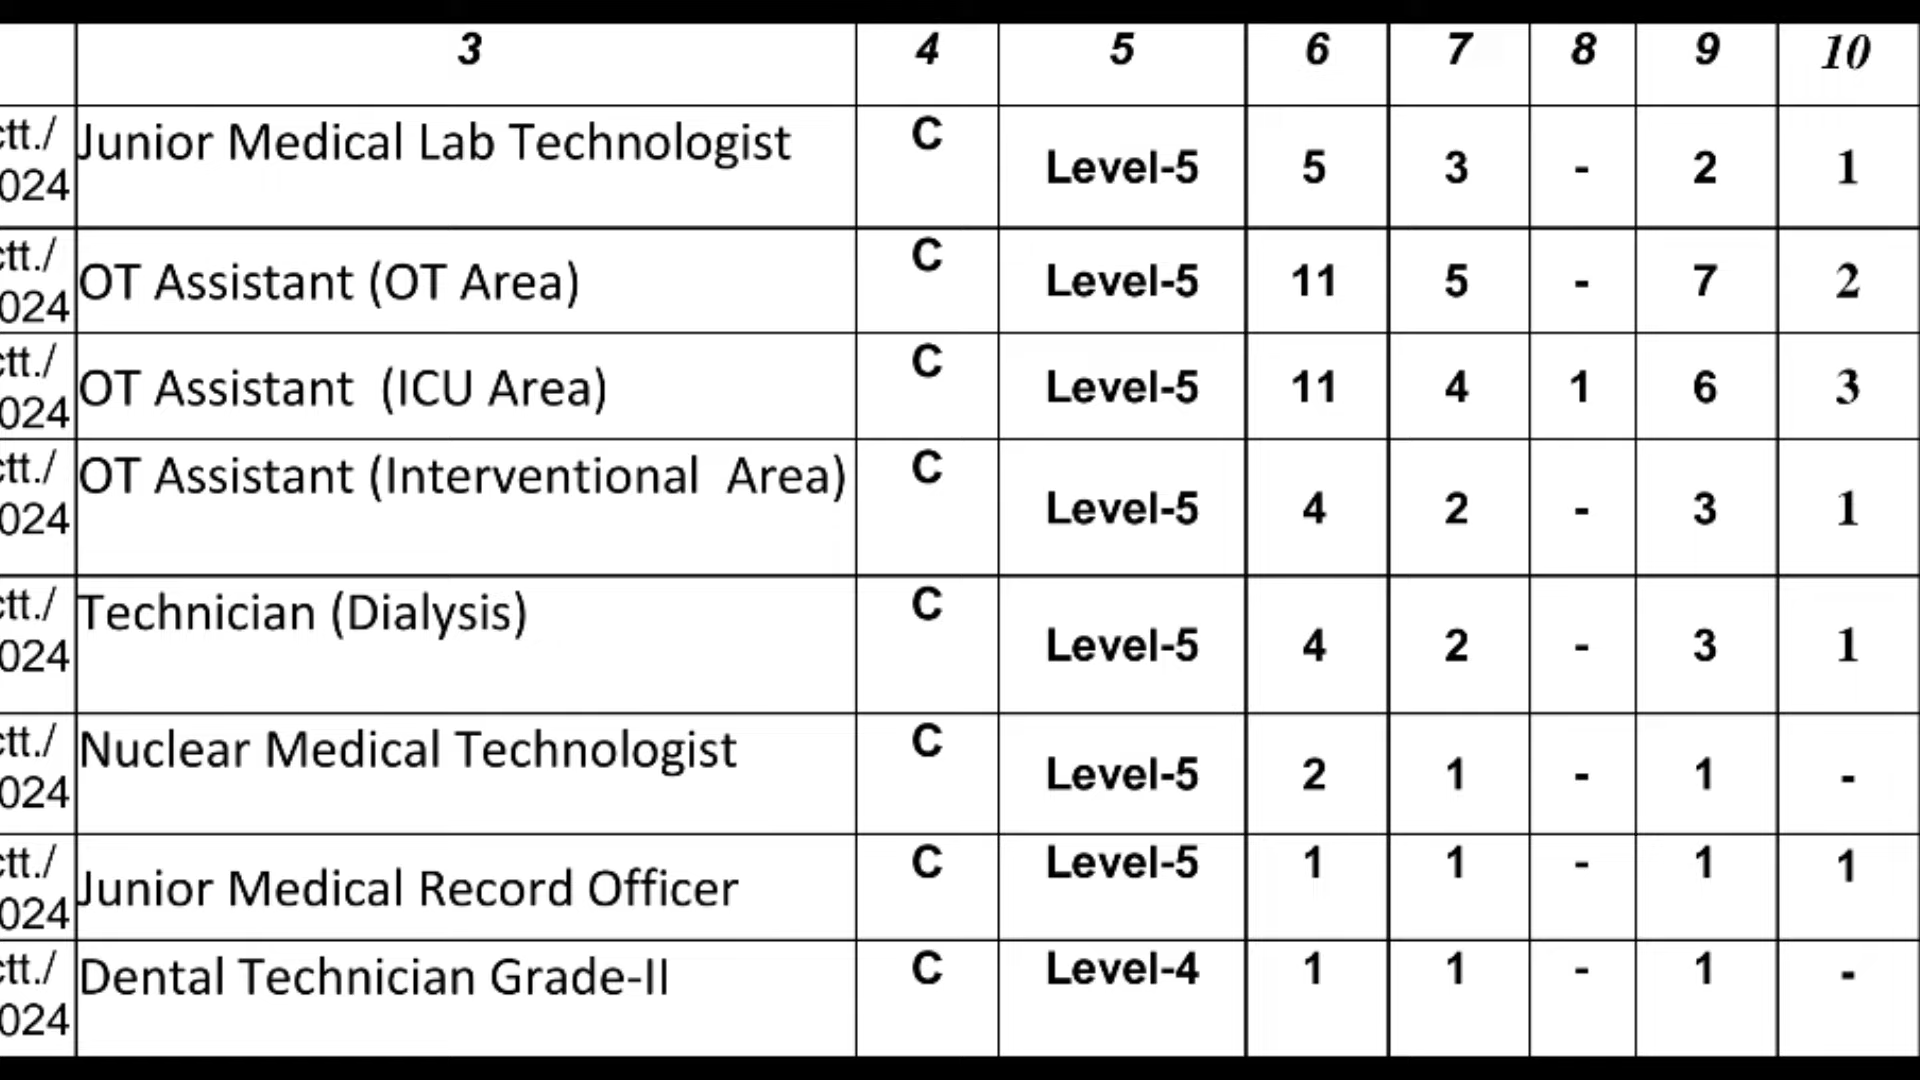 3 4 5 6 7 8 9 10
ctt./ Junior Medical Lab Technologist C Level-5 5 3 - 2 1
024
ctt./ OT Assistant (OT Area) C Level-5 11 5 - 7 2
024
ctt./ OT Assistant (ICU Area) C Level-5 11 4 1 6 3
024
ctt./ OT Assistant (Interventional Area) C Level-5 4 2 - 3 1
024
ctt./ Technician (Dialysis) C Level-5 4 2 - 3 1
024
ctt./ Nuclear Medical Technologist C Level-5 2 1 - 1 -
024
ctt./ Junior Medical Record Officer C Level-5 1 1 - 1 1
024
ctt./ Dental Technician Grade-II C Level-4 1 1 - 1 -
024